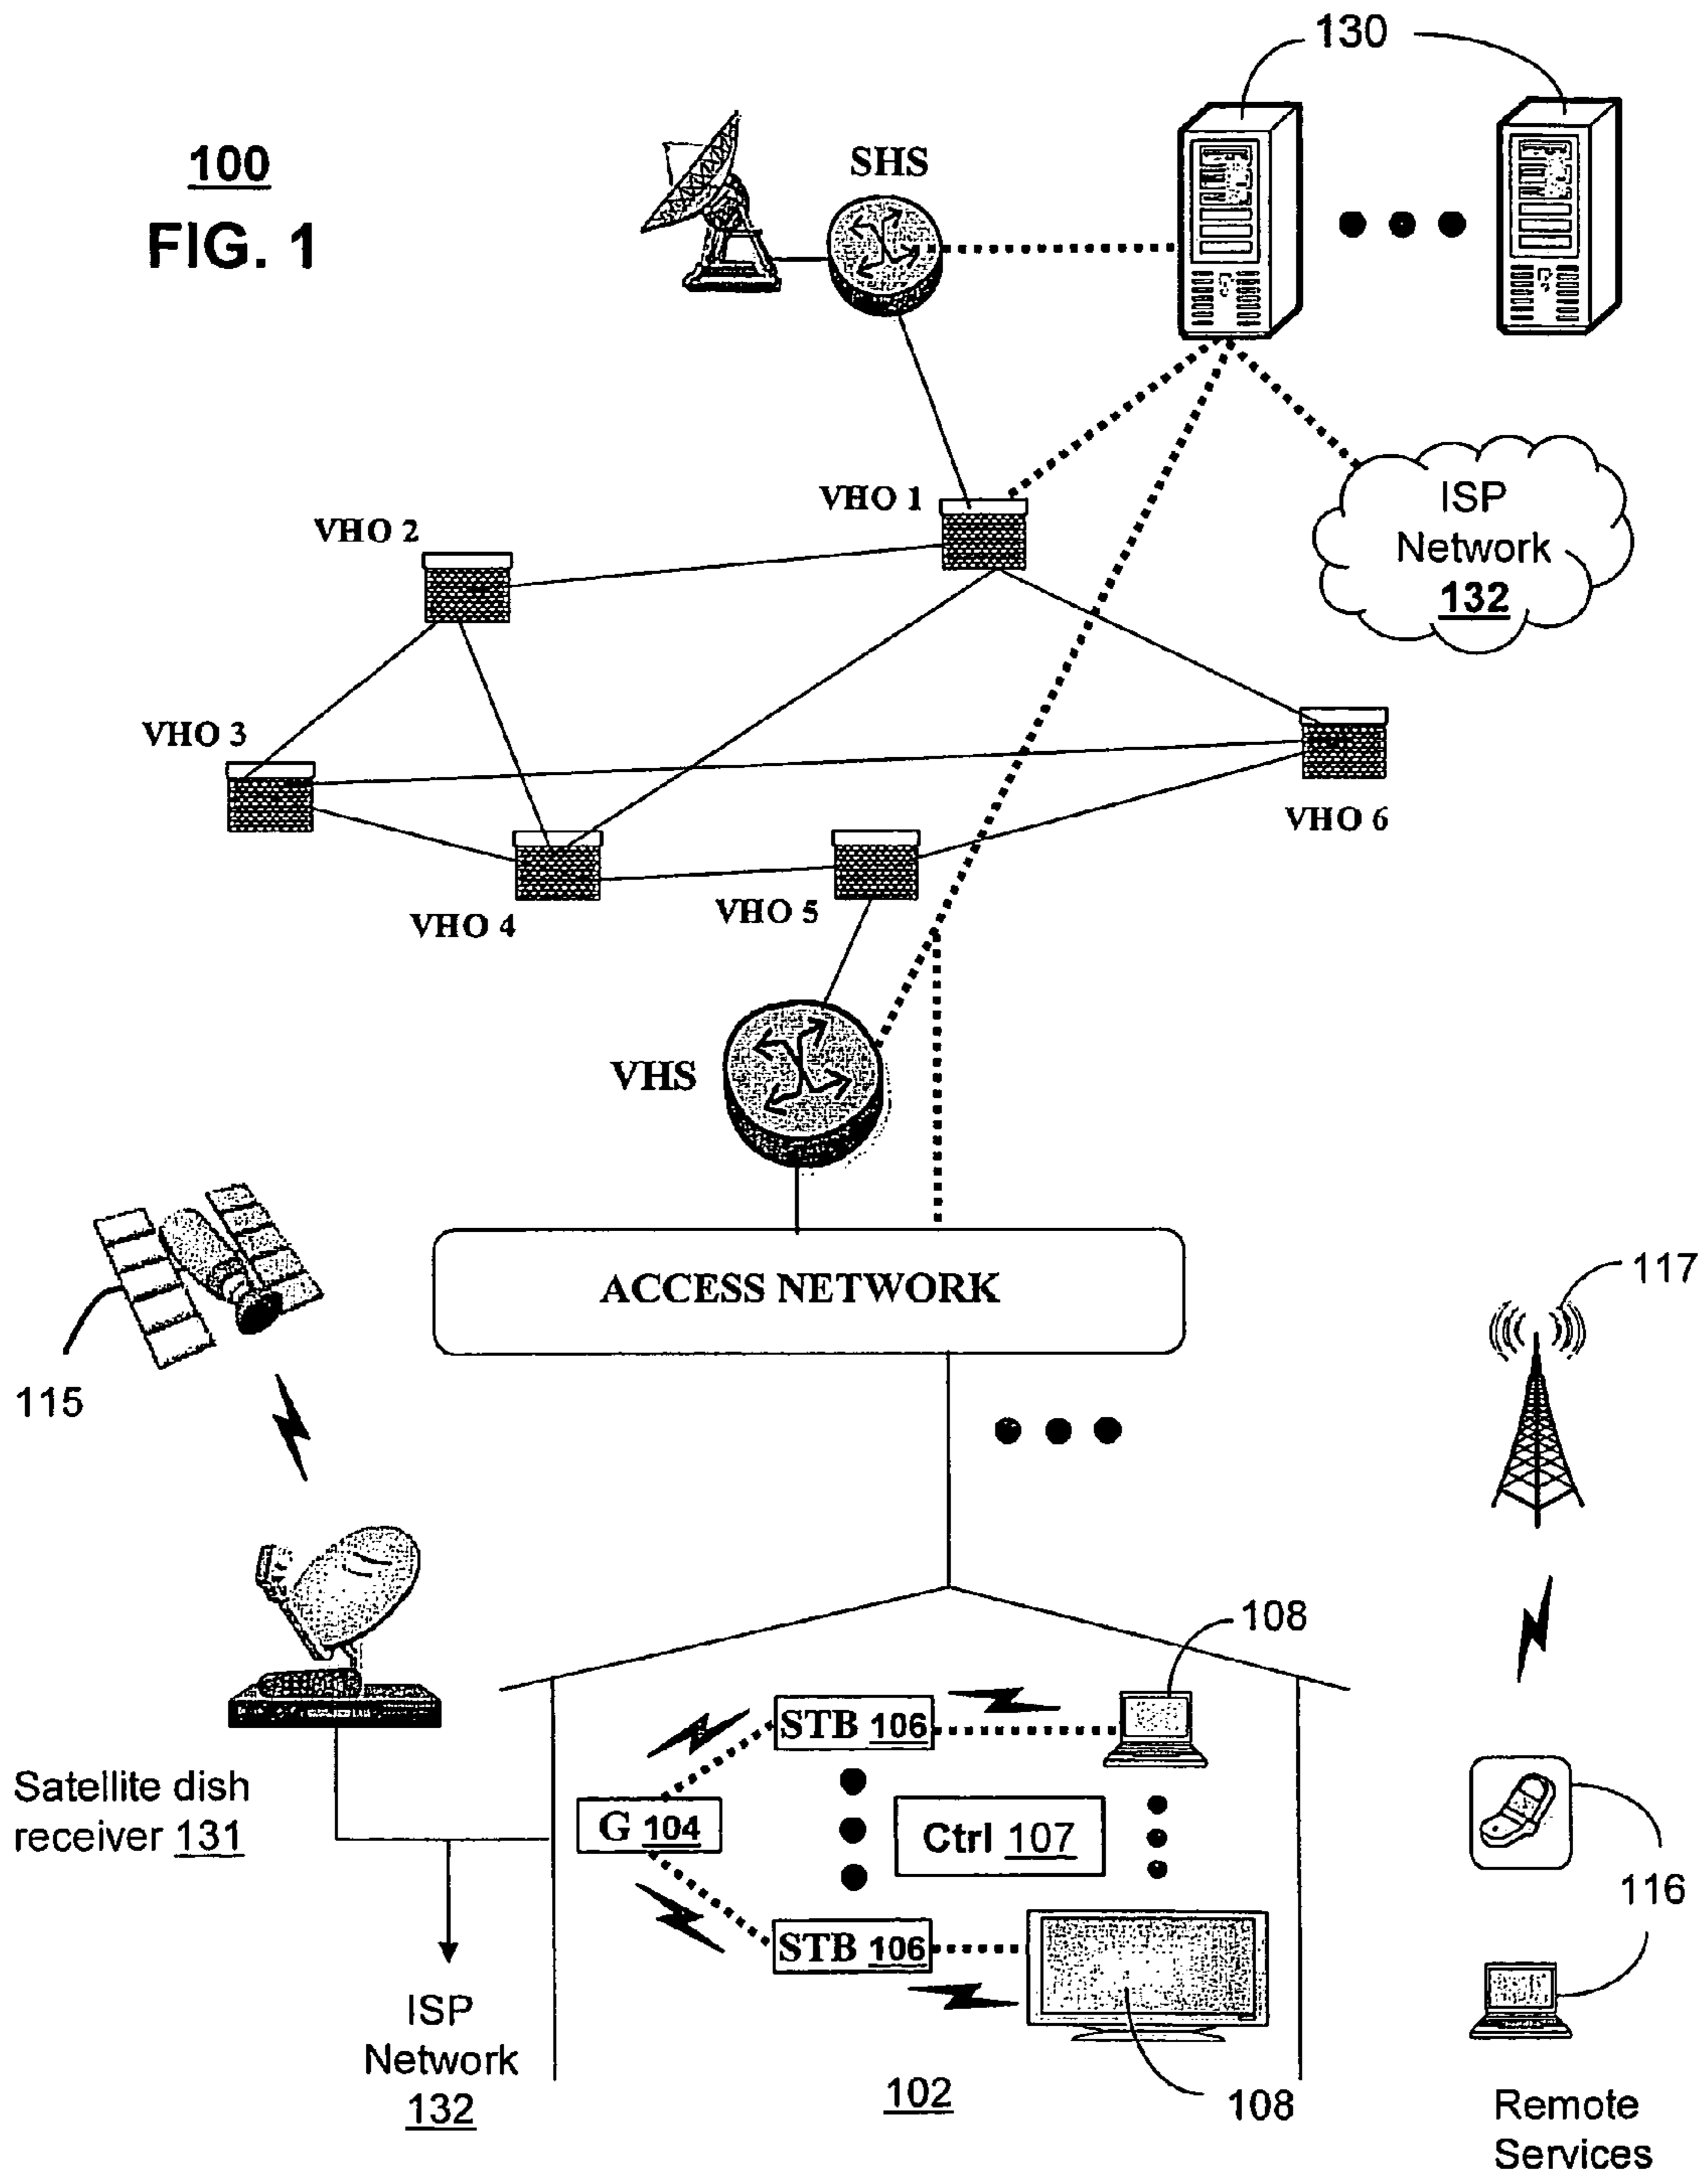 130
100
FIG. 1
SHS
ISP
Network
132
VHO 1
VHO 2
VHO 3
VHO 6
VHO 4
VHO 5
VHS
ACCESS NETWORK
117
115
108
STB 106
Satellite dish
receiver 131
G 104
Ctrl 107
116
STB 106
ISP
Network
132
102
108
Remote
Services